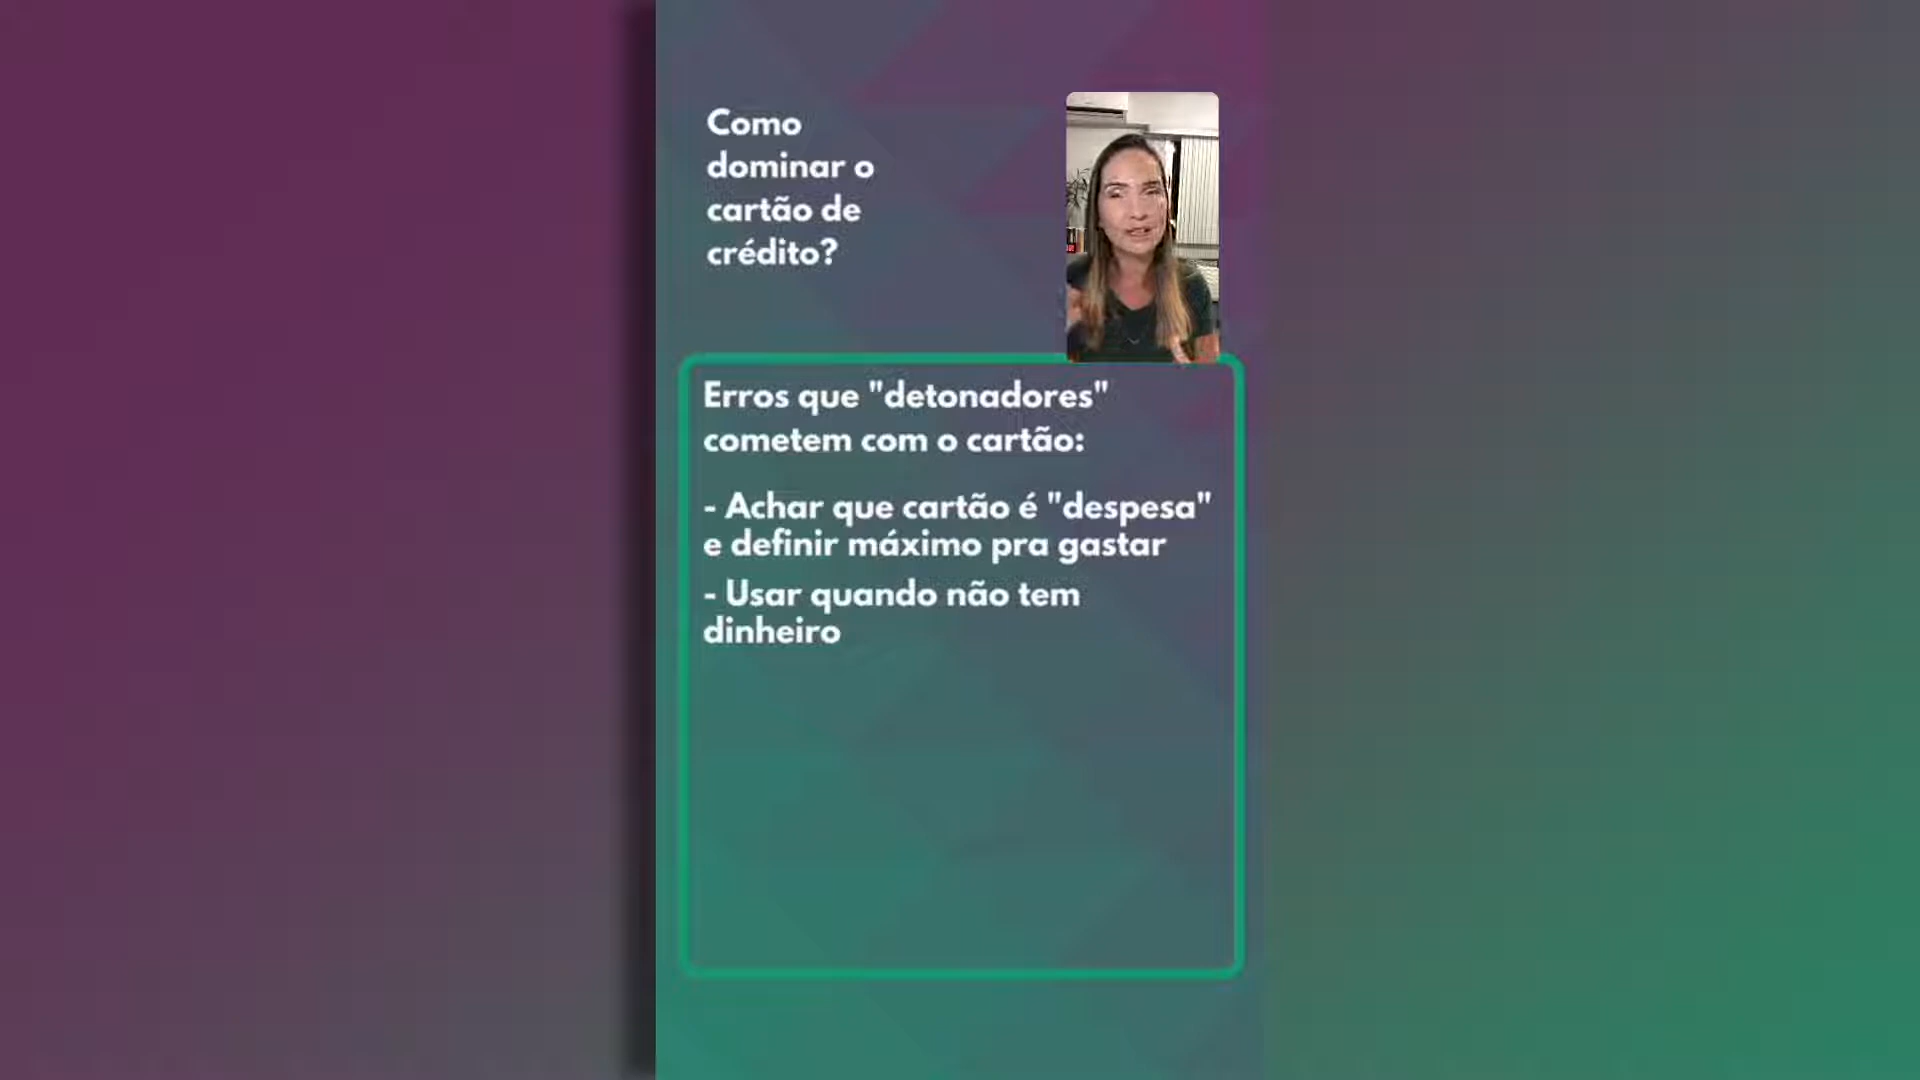 Como
dominar o
cartão de
crédito?
Erros que "detonadores"
cometem com o cartão:
- Achar que cartão é "despesa"
e definir máximo pra gastar
- Usar quando não tem
dinheiro